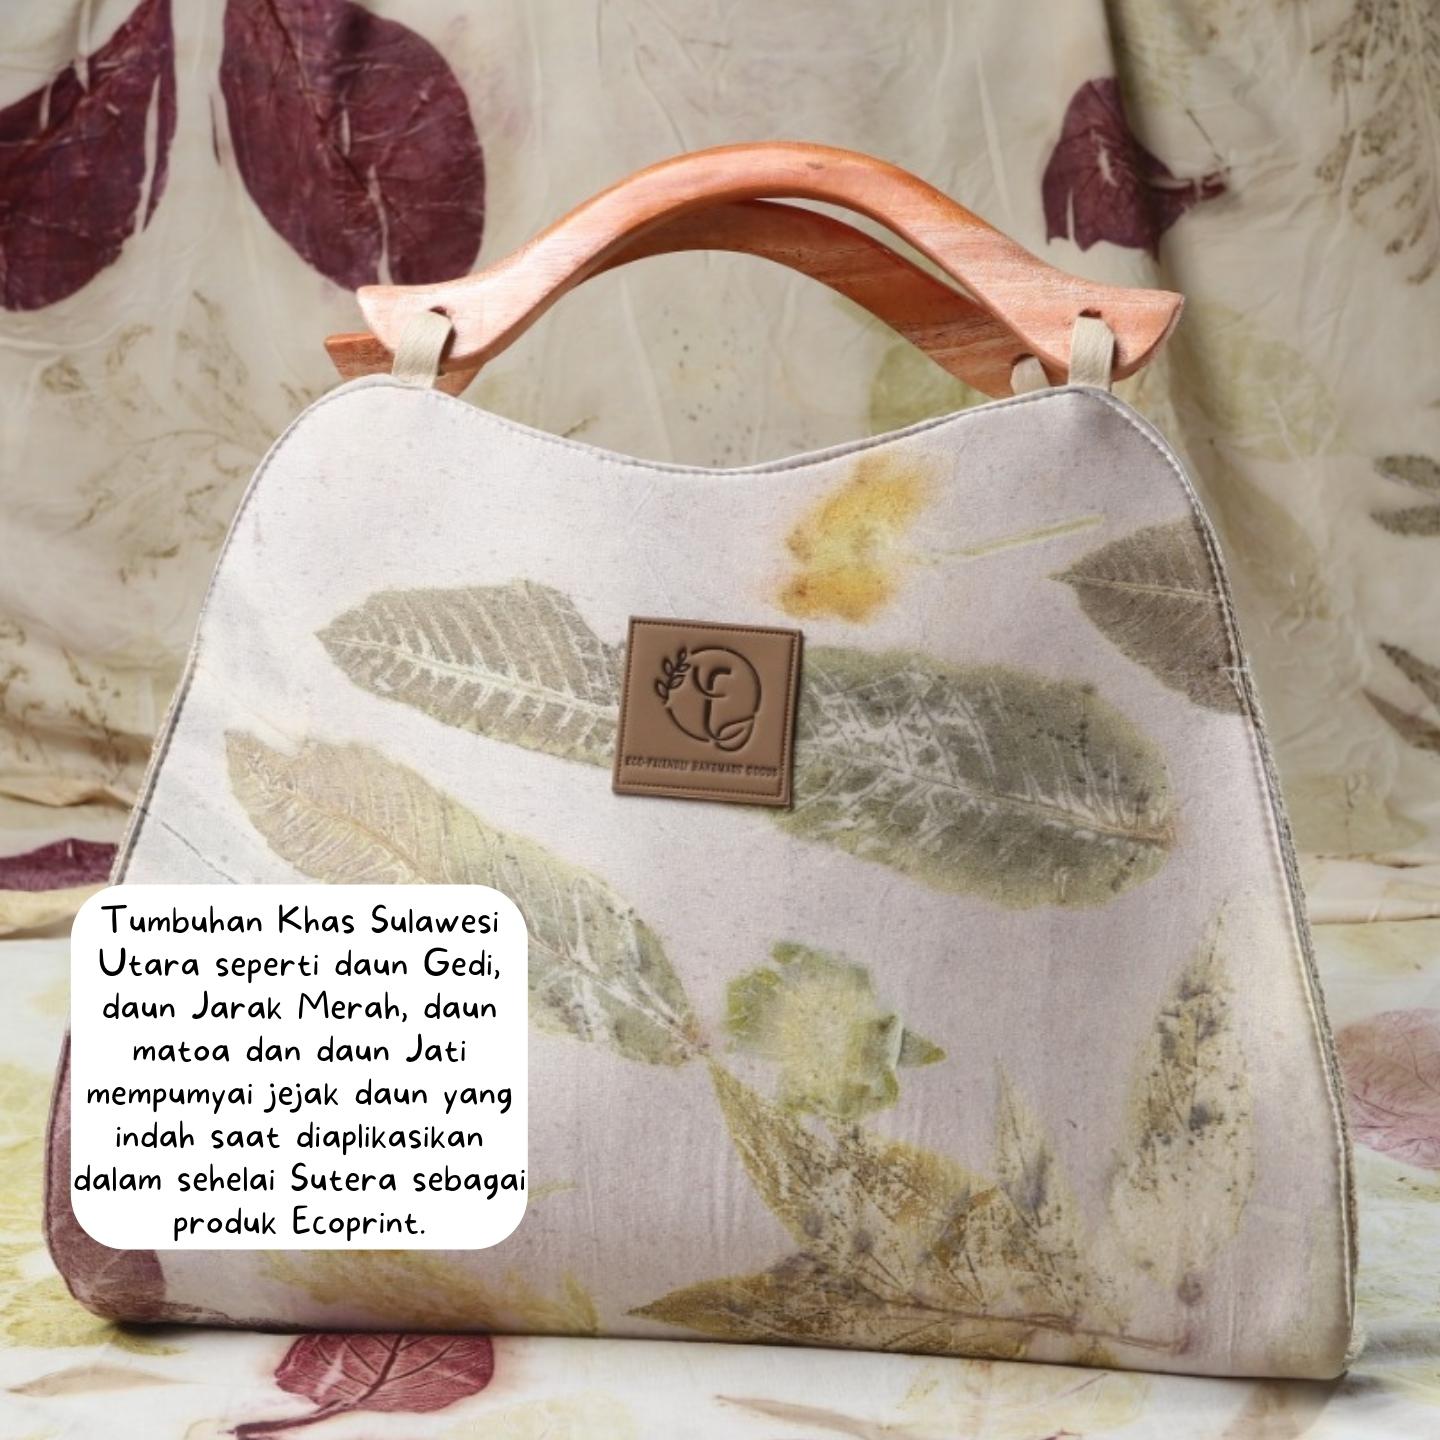 ECO-FRIENDLY HANDMADE GOODS
Tumbuhan Khas Sulawesi
Utara seperti daun Gedi,
daun Jarak Merah, daun
matoa dan daun Jati
mempumyai jejak daun yang
indah saat diaplikasikan
dalam sehelai Sutera sebagai
produk Ecoprint.